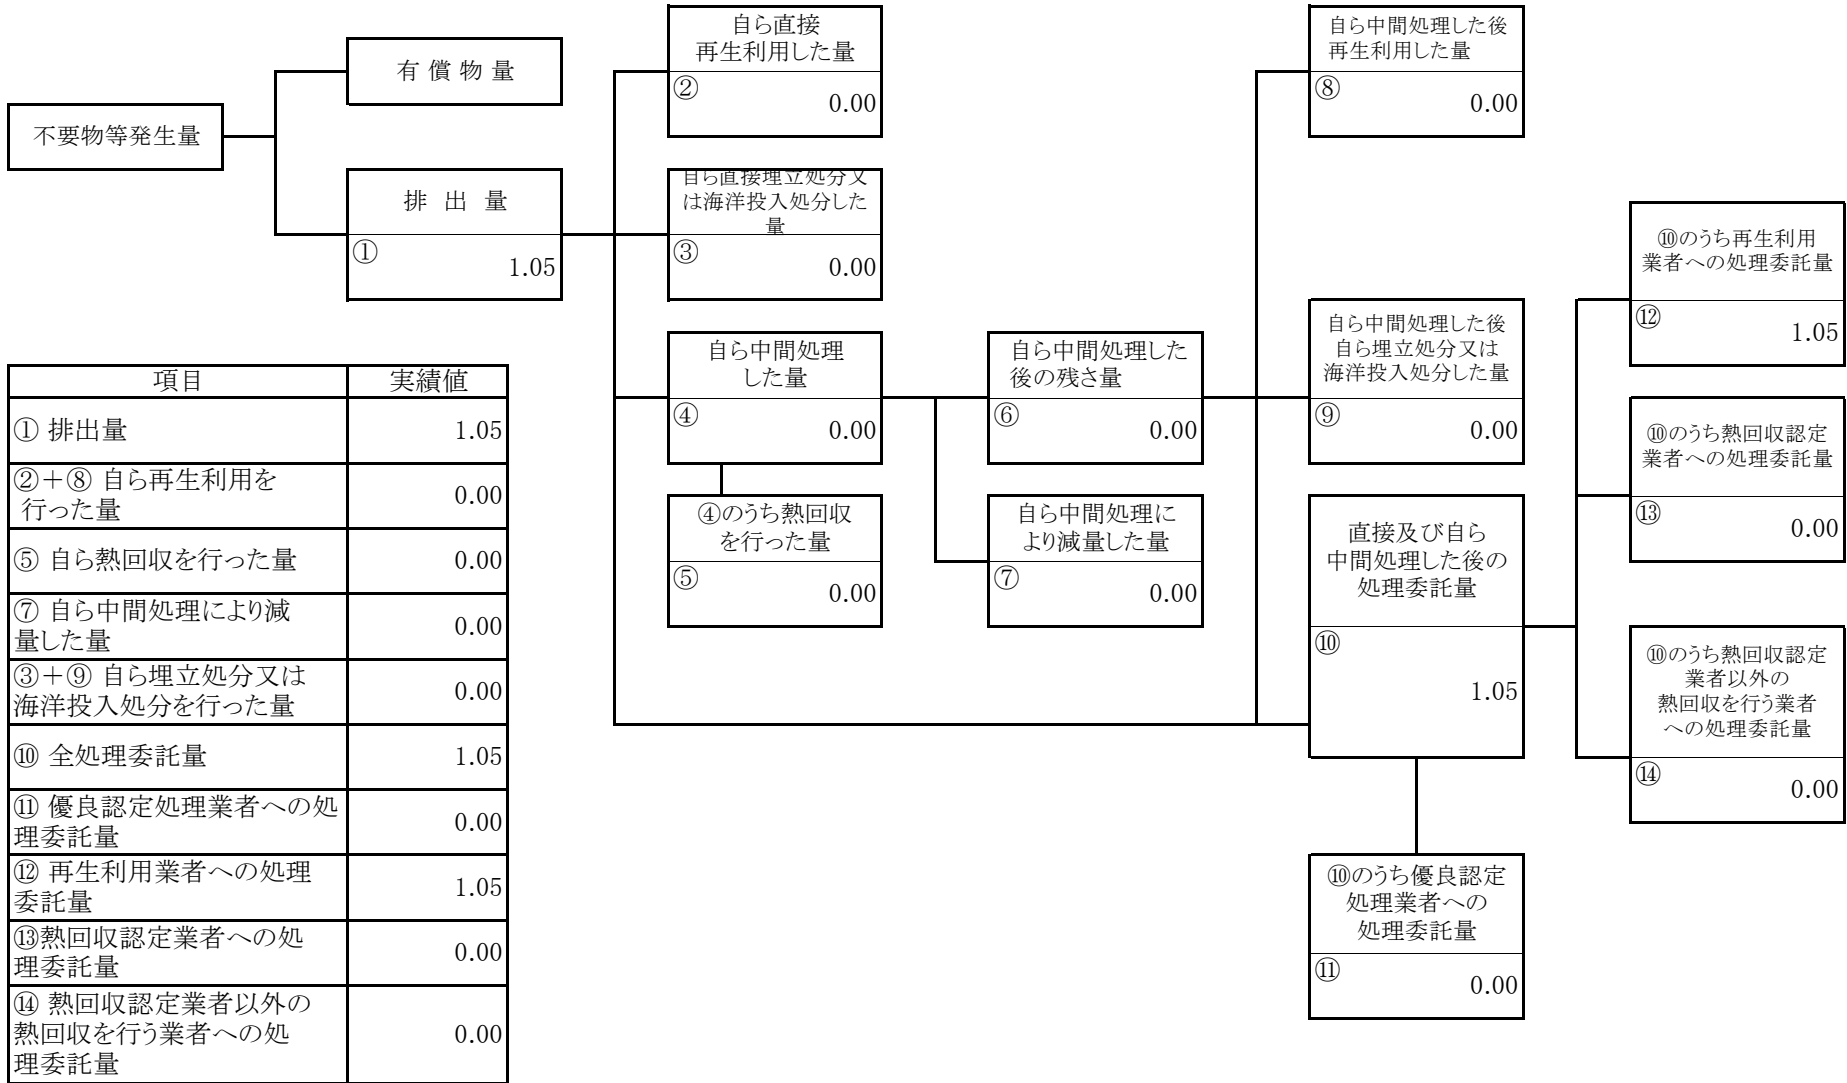 自ら直接
再生利用した量
②
0.00
自ら中間処理した後
再生利用した量
⑧
0.00
有 償 物 量
不要物等発生量
排 出 量
①
1.05
自ら直接埋立処分又
は海洋投入処分した
量
③
0.00
⑩のうち再生利用
業者への処理委託量
⑫
1.05
自ら中間処理
した量
④
0.00
自ら中間処理した
後の残さ量
⑥
0.00
自ら中間処理した後
自ら埋立処分又は
海洋投入処分した量
⑨
0.00
⑩のうち熱回収認定
業者への処理委託量
⑬
0.00
④のうち熱回収
を行った量
⑤
0.00
自ら中間処理に
より減量した量
⑦
0.00
直接及び自ら
中間処理した後の
処理委託量
⑩
1.05
⑩のうち熱回収認定
業者以外の
熱回収を行う業者
への処理委託量
⑭
0.00
⑩のうち優良認定
処理業者への
処理委託量
⑪
0.00
項目 実績値
① 排出量 1.05
②＋⑧ 自ら再生利用を
行った量 0.00
⑤ 自ら熱回収を行った量 0.00
⑦ 自ら中間処理により減
量した量 0.00
③＋⑨ 自ら埋立処分又は
海洋投入処分を行った量 0.00
⑩ 全処理委託量 1.05
⑪ 優良認定処理業者への処
理委託量 0.00
⑫ 再生利用業者への処理
委託量 1.05
⑬熱回収認定業者への処
理委託量 0.00
⑭ 熱回収認定業者以外の
熱回収を行う業者への処
理委託量 0.00